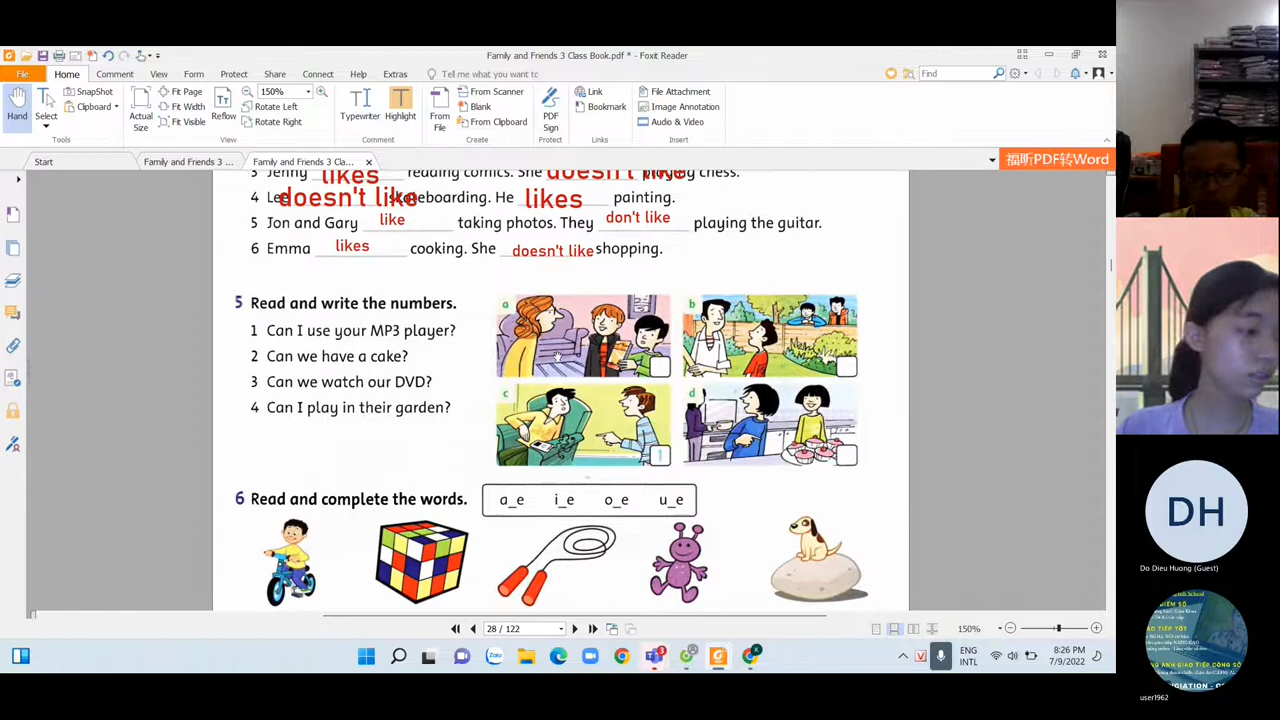 Family and Friends 3 Class Book.pdf * - Foxit Reader
File Home Comment View Form Protect Share Connect Help Extras Tell me what you want to Find
SnapShot Fit Page 150% From Scanner Link File Attachment
Clipboard Fit Width Rotate Left Blank Bookmark Image Annotation
Hand Select Actual Size Reflow Fit Visible Rotate Right Typewriter Highlight From File From Clipboard PDF Sign Audio & Video
Tools View Comment Create Protect Links Insert
Start Family and Friends 3 ... Family and Friends 3 Cla... 福昕PDF转Word
3 Jenny likes reading comics. She doesn't like playing chess.
4 Lee doesn't like skateboarding. He likes painting.
5 Jon and Gary like taking photos. They don't like playing the guitar.
6 Emma likes cooking. She doesn't like shopping.
5 Read and write the numbers.
1 Can I use your MP3 player?
2 Can we have a cake?
3 Can we watch our DVD?
4 Can I play in their garden?
a b
c 1 d
6 Read and complete the words. a_e i_e o_e u_e
28 / 122 150%
Zalo ENG INTL 8:26 PM 7/9/2022
DH
Do Dieu Huong (Guest)
user1962